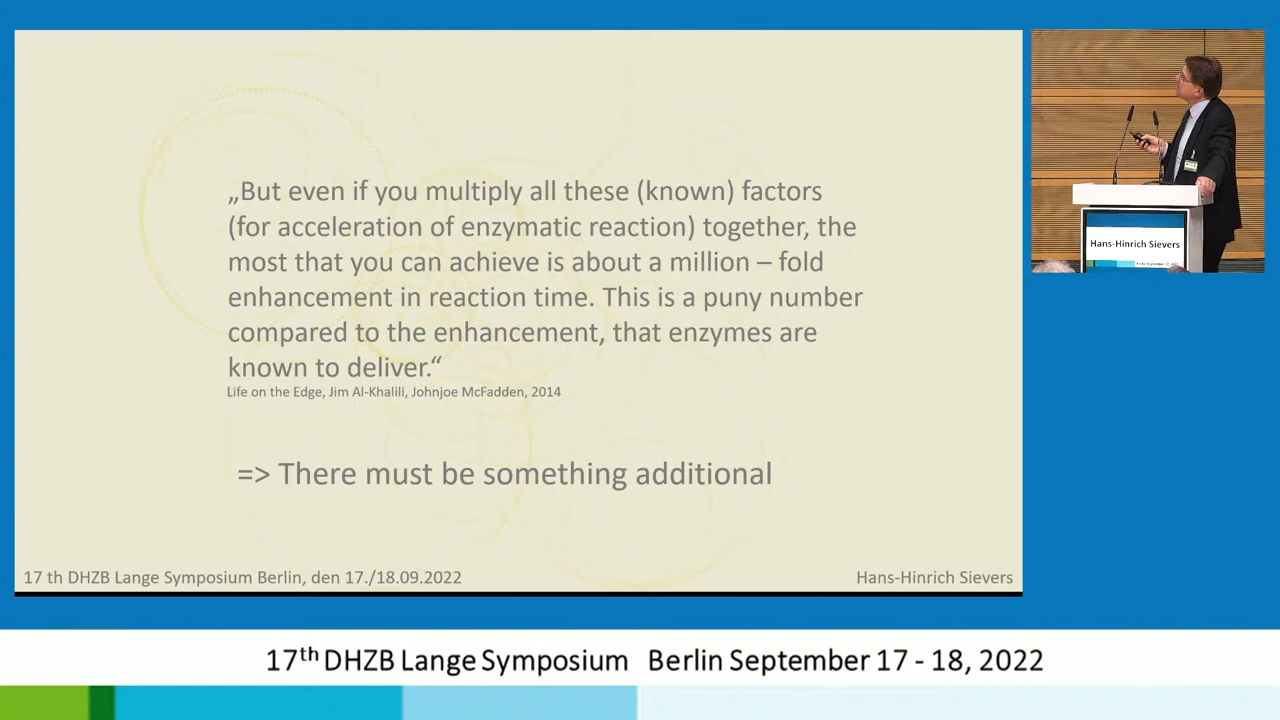 „But even if you multiply all these (known) factors
(for acceleration of enzymatic reaction) together, the
most that you can achieve is about a million – fold
enhancement in reaction time. This is a puny number
compared to the enhancement, that enzymes are
known to deliver.“
Life on the Edge, Jim Al-Khalili, Johnjoe McFadden, 2014
=> There must be something additional
17 th DHZB Lange Symposium Berlin, den 17./18.09.2022
Hans-Hinrich Sievers
Hans-Hinrich Sievers
17th DHZB Lange Symposium Berlin September 17 - 18, 2022